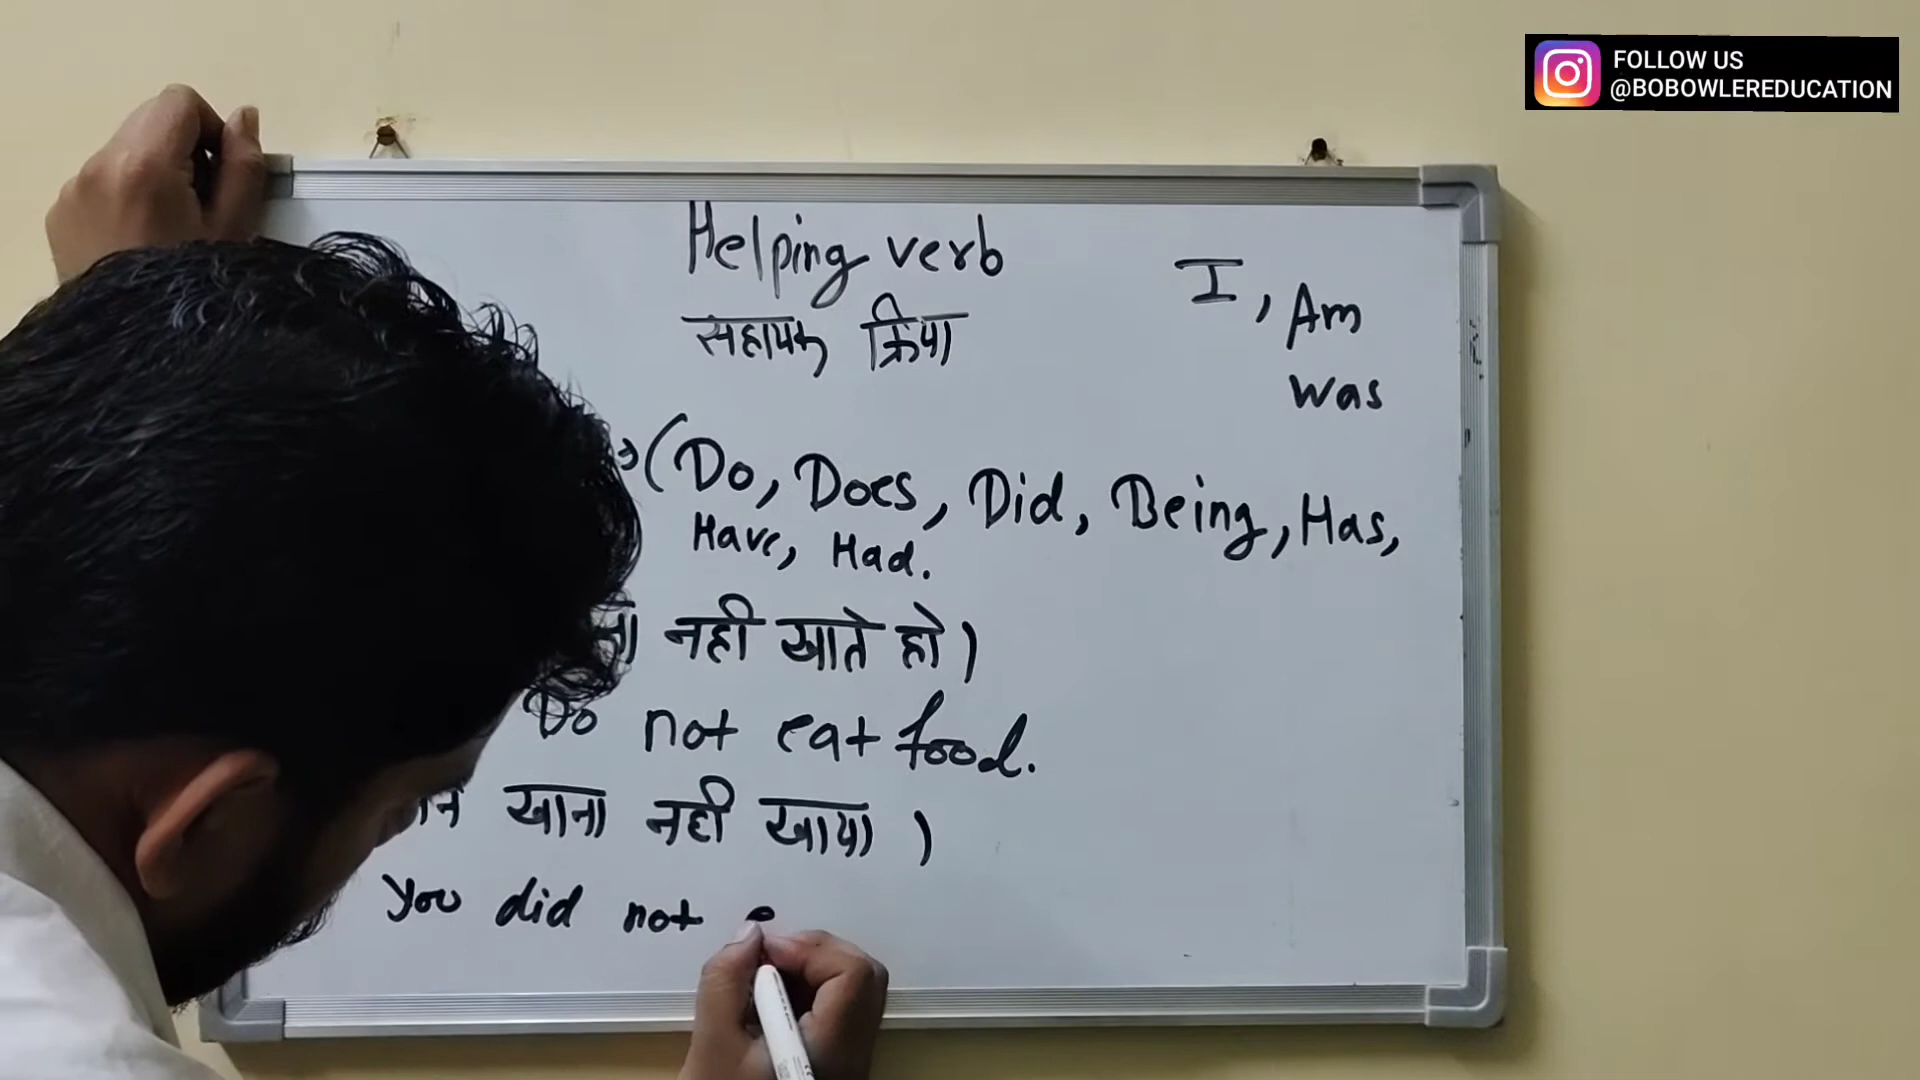 FOLLOW US
@BOBOWLEREDUCATION
Helping verb
सहायक क्रिया
I, Am
was
(Do, Does, Did, Being, Has,
Have, Had.
नही खाते हो)
Do not eat food.
खाना नही खाया )
You did not e